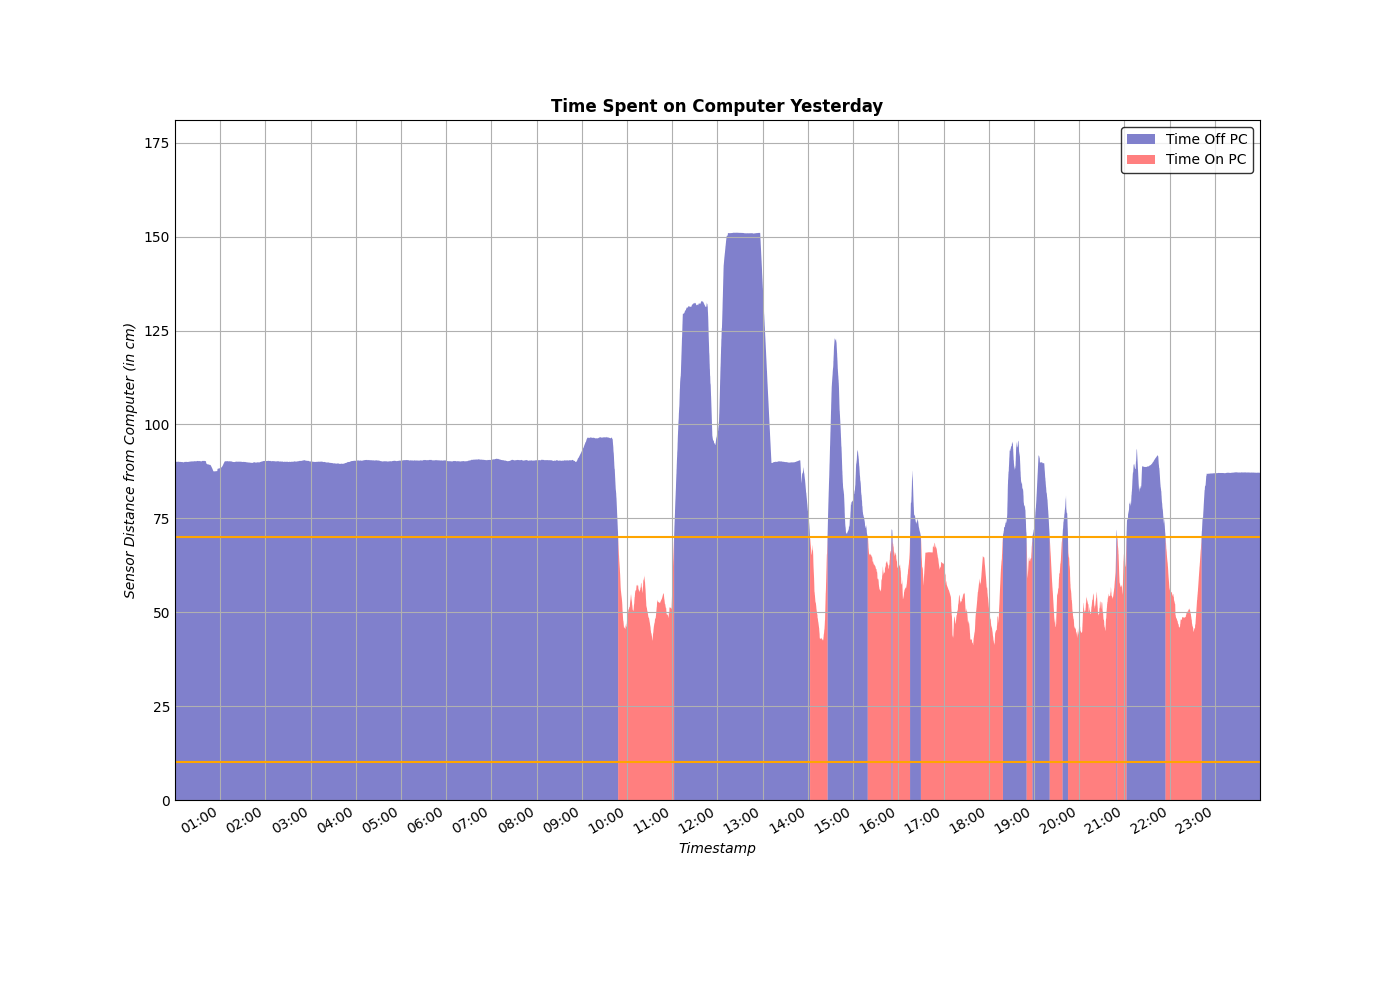 Time Spent on Computer Yesterday
Time Off PC
Time On PC
Sensor Distance from Computer (in cm)
175
150
125
100
75
50
25
0
01:00 02:00 03:00 04:00 05:00 06:00 07:00 08:00 09:00 10:00 11:00 12:00 13:00 14:00 15:00 16:00 17:00 18:00 19:00 20:00 21:00 22:00 23:00
Timestamp